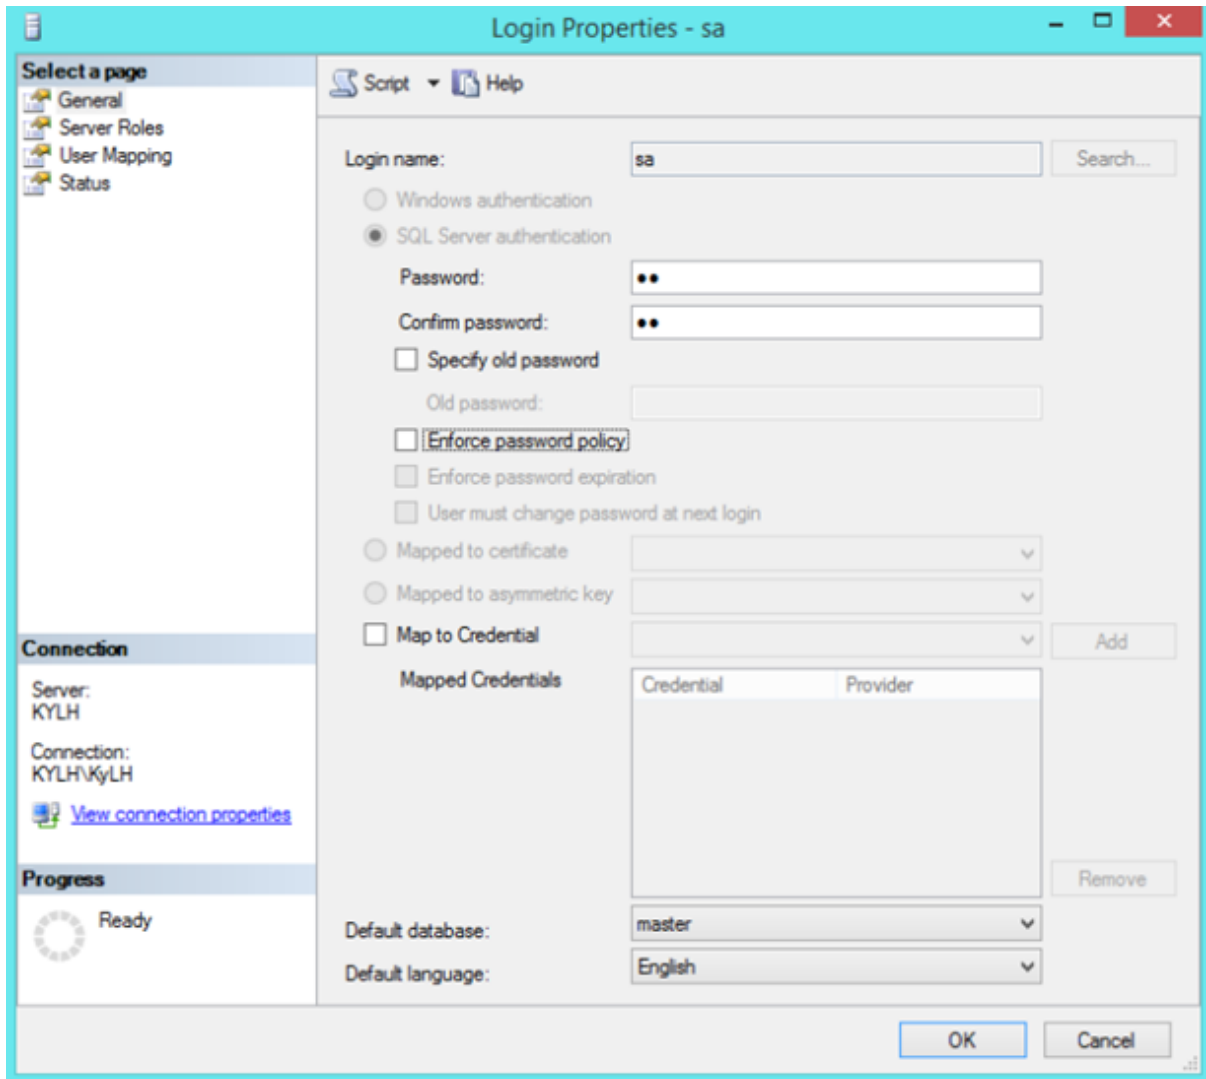 Login Properties - sa
Select a page
General
Server Roles
User Mapping
Status
Connection
Server:
KYLH
Connection:
KYLH\KyLH
View connection properties
Progress
Ready
Script Help
Login name: sa Search...
Windows authentication
SQL Server authentication
Password: ●●
Confirm password: ●●
Specify old password
Old password:
Enforce password policy
Enforce password expiration
User must change password at next login
Mapped to certificate
Mapped to asymmetric key
Map to Credential Add
Mapped Credentials Credential Provider
Remove
Default database: master
Default language: English
OK Cancel